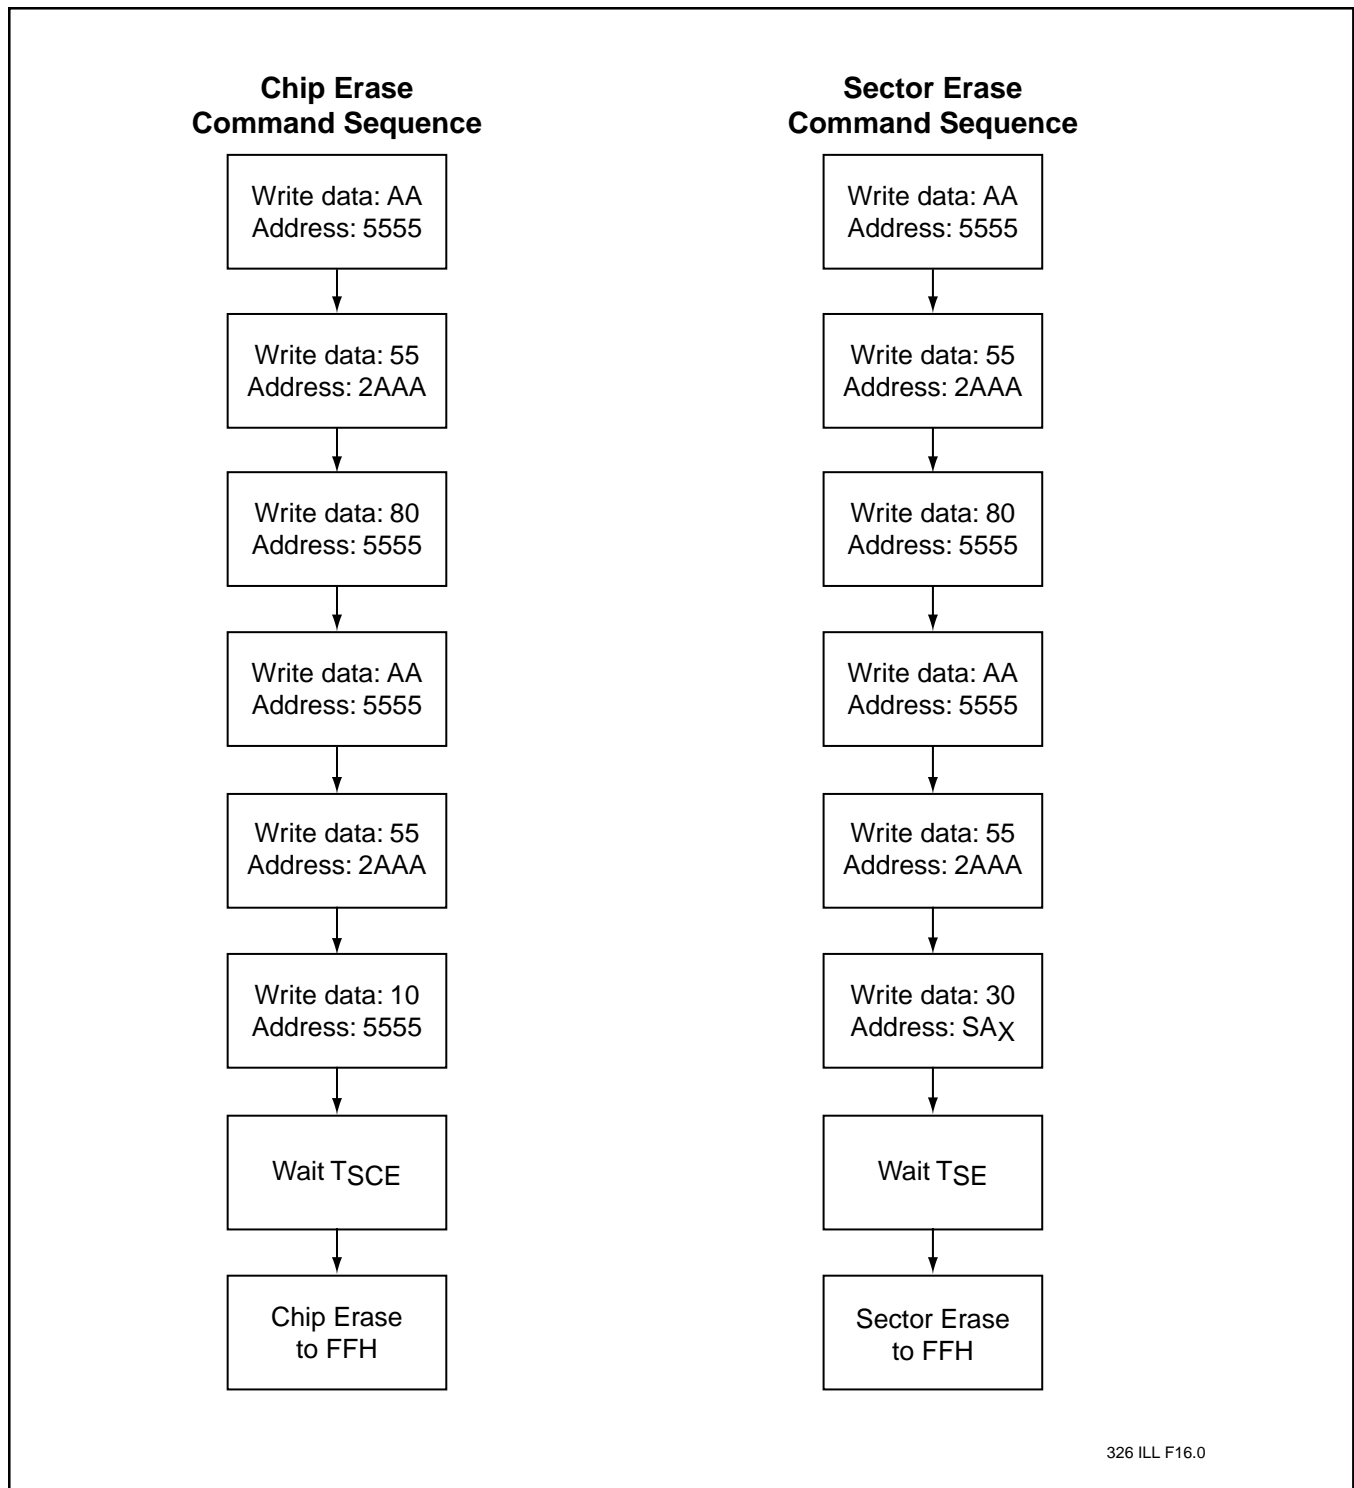 Chip Erase
Command Sequence
Write data: AA
Address: 5555
Write data: 55
Address: 2AAA
Write data: 80
Address: 5555
Write data: AA
Address: 5555
Write data: 55
Address: 2AAA
Write data: 10
Address: 5555
Wait TSCE
Chip Erase
to FFH
Sector Erase
Command Sequence
Write data: AA
Address: 5555
Write data: 55
Address: 2AAA
Write data: 80
Address: 5555
Write data: AA
Address: 5555
Write data: 55
Address: 2AAA
Write data: 30
Address: SAX
Wait TSE
Sector Erase
to FFH
326 ILL F16.0